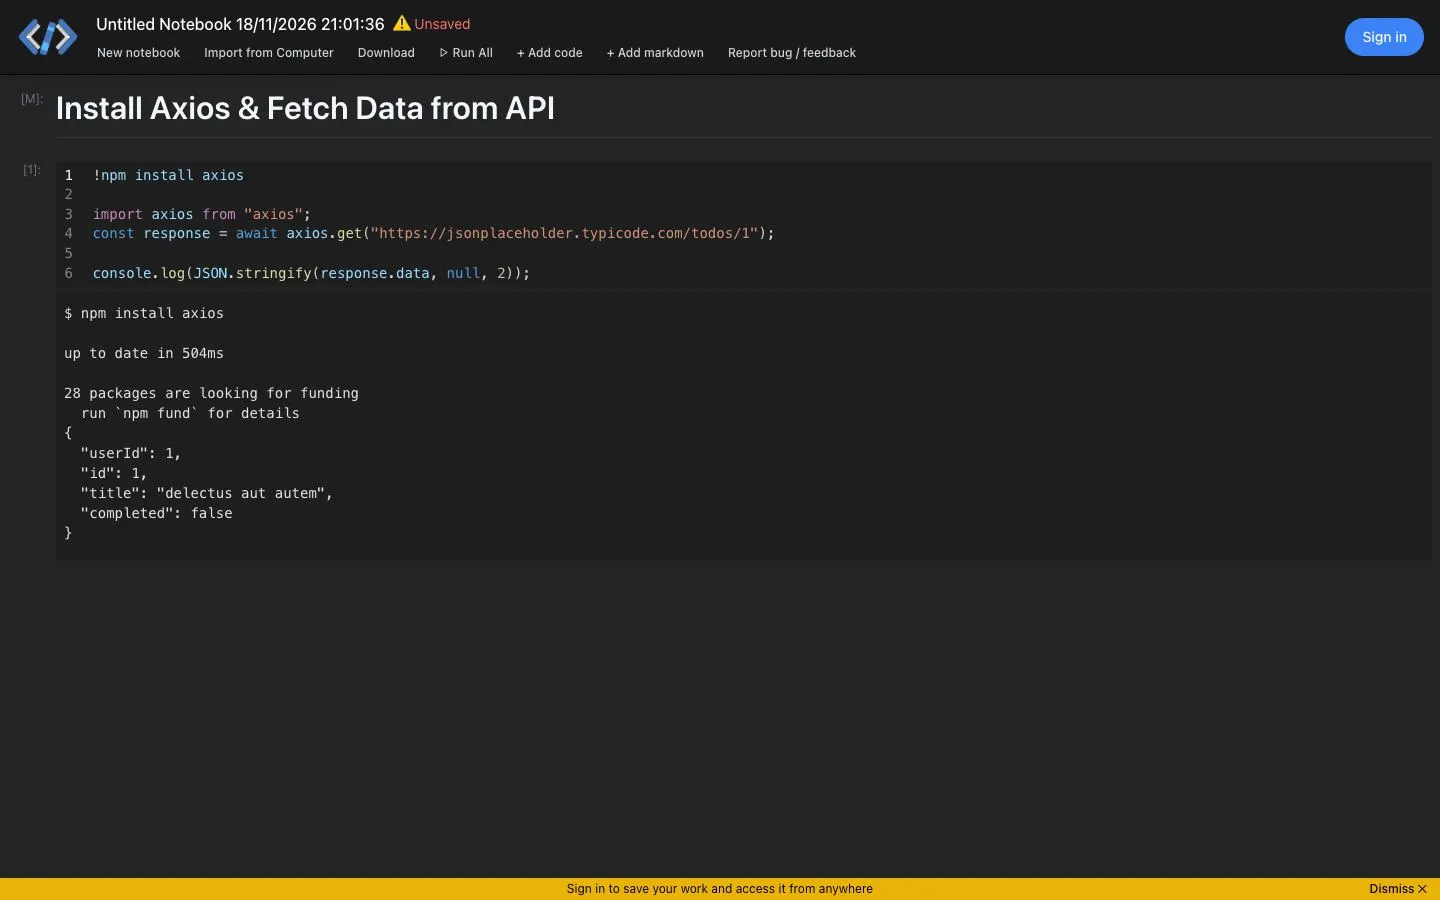 Untitled Notebook 18/11/2026 21:01:36 ⚠ Unsaved
New notebook Import from Computer Download ▷ Run All + Add code + Add markdown Report bug / feedback
Sign in
[M]: Install Axios & Fetch Data from API
[1]:
1 !npm install axios
2
3 import axios from "axios";
4 const response = await axios.get("https://jsonplaceholder.typicode.com/todos/1");
5
6 console.log(JSON.stringify(response.data, null, 2));
$ npm install axios
up to date in 504ms
28 packages are looking for funding
  run `npm fund` for details
{
  "userId": 1,
  "id": 1,
  "title": "delectus aut autem",
  "completed": false
}
Sign in to save your work and access it from anywhere
Dismiss ✕